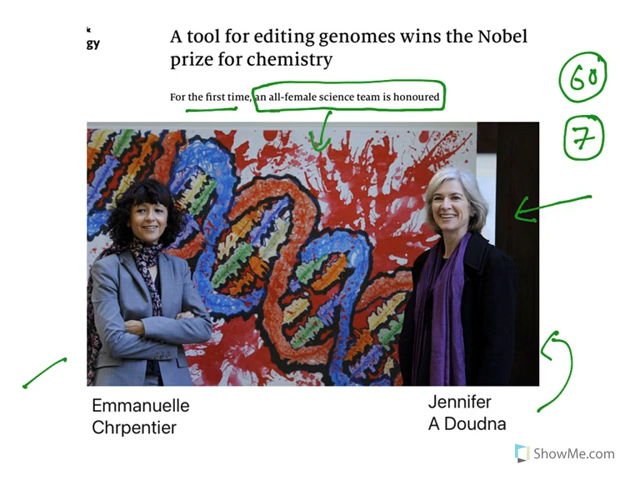 gy
A tool for editing genomes wins the Nobel
prize for chemistry
For the first time, an all-female science team is honoured
60
7
Emmanuelle
Chrpentier
Jennifer
A Doudna
ShowMe.com